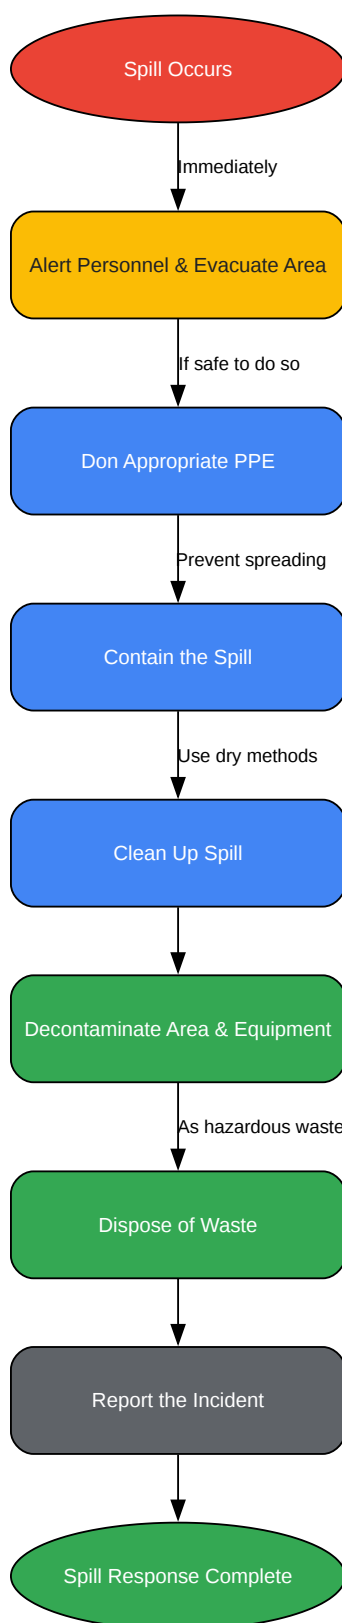 Spill Occurs
Immediately
Alert Personnel & Evacuate Area
If safe to do so
Don Appropriate PPE
Prevent spreading
Contain the Spill
Use dry methods
Clean Up Spill
Decontaminate Area & Equipment
As hazardous waste
Dispose of Waste
Report the Incident
Spill Response Complete